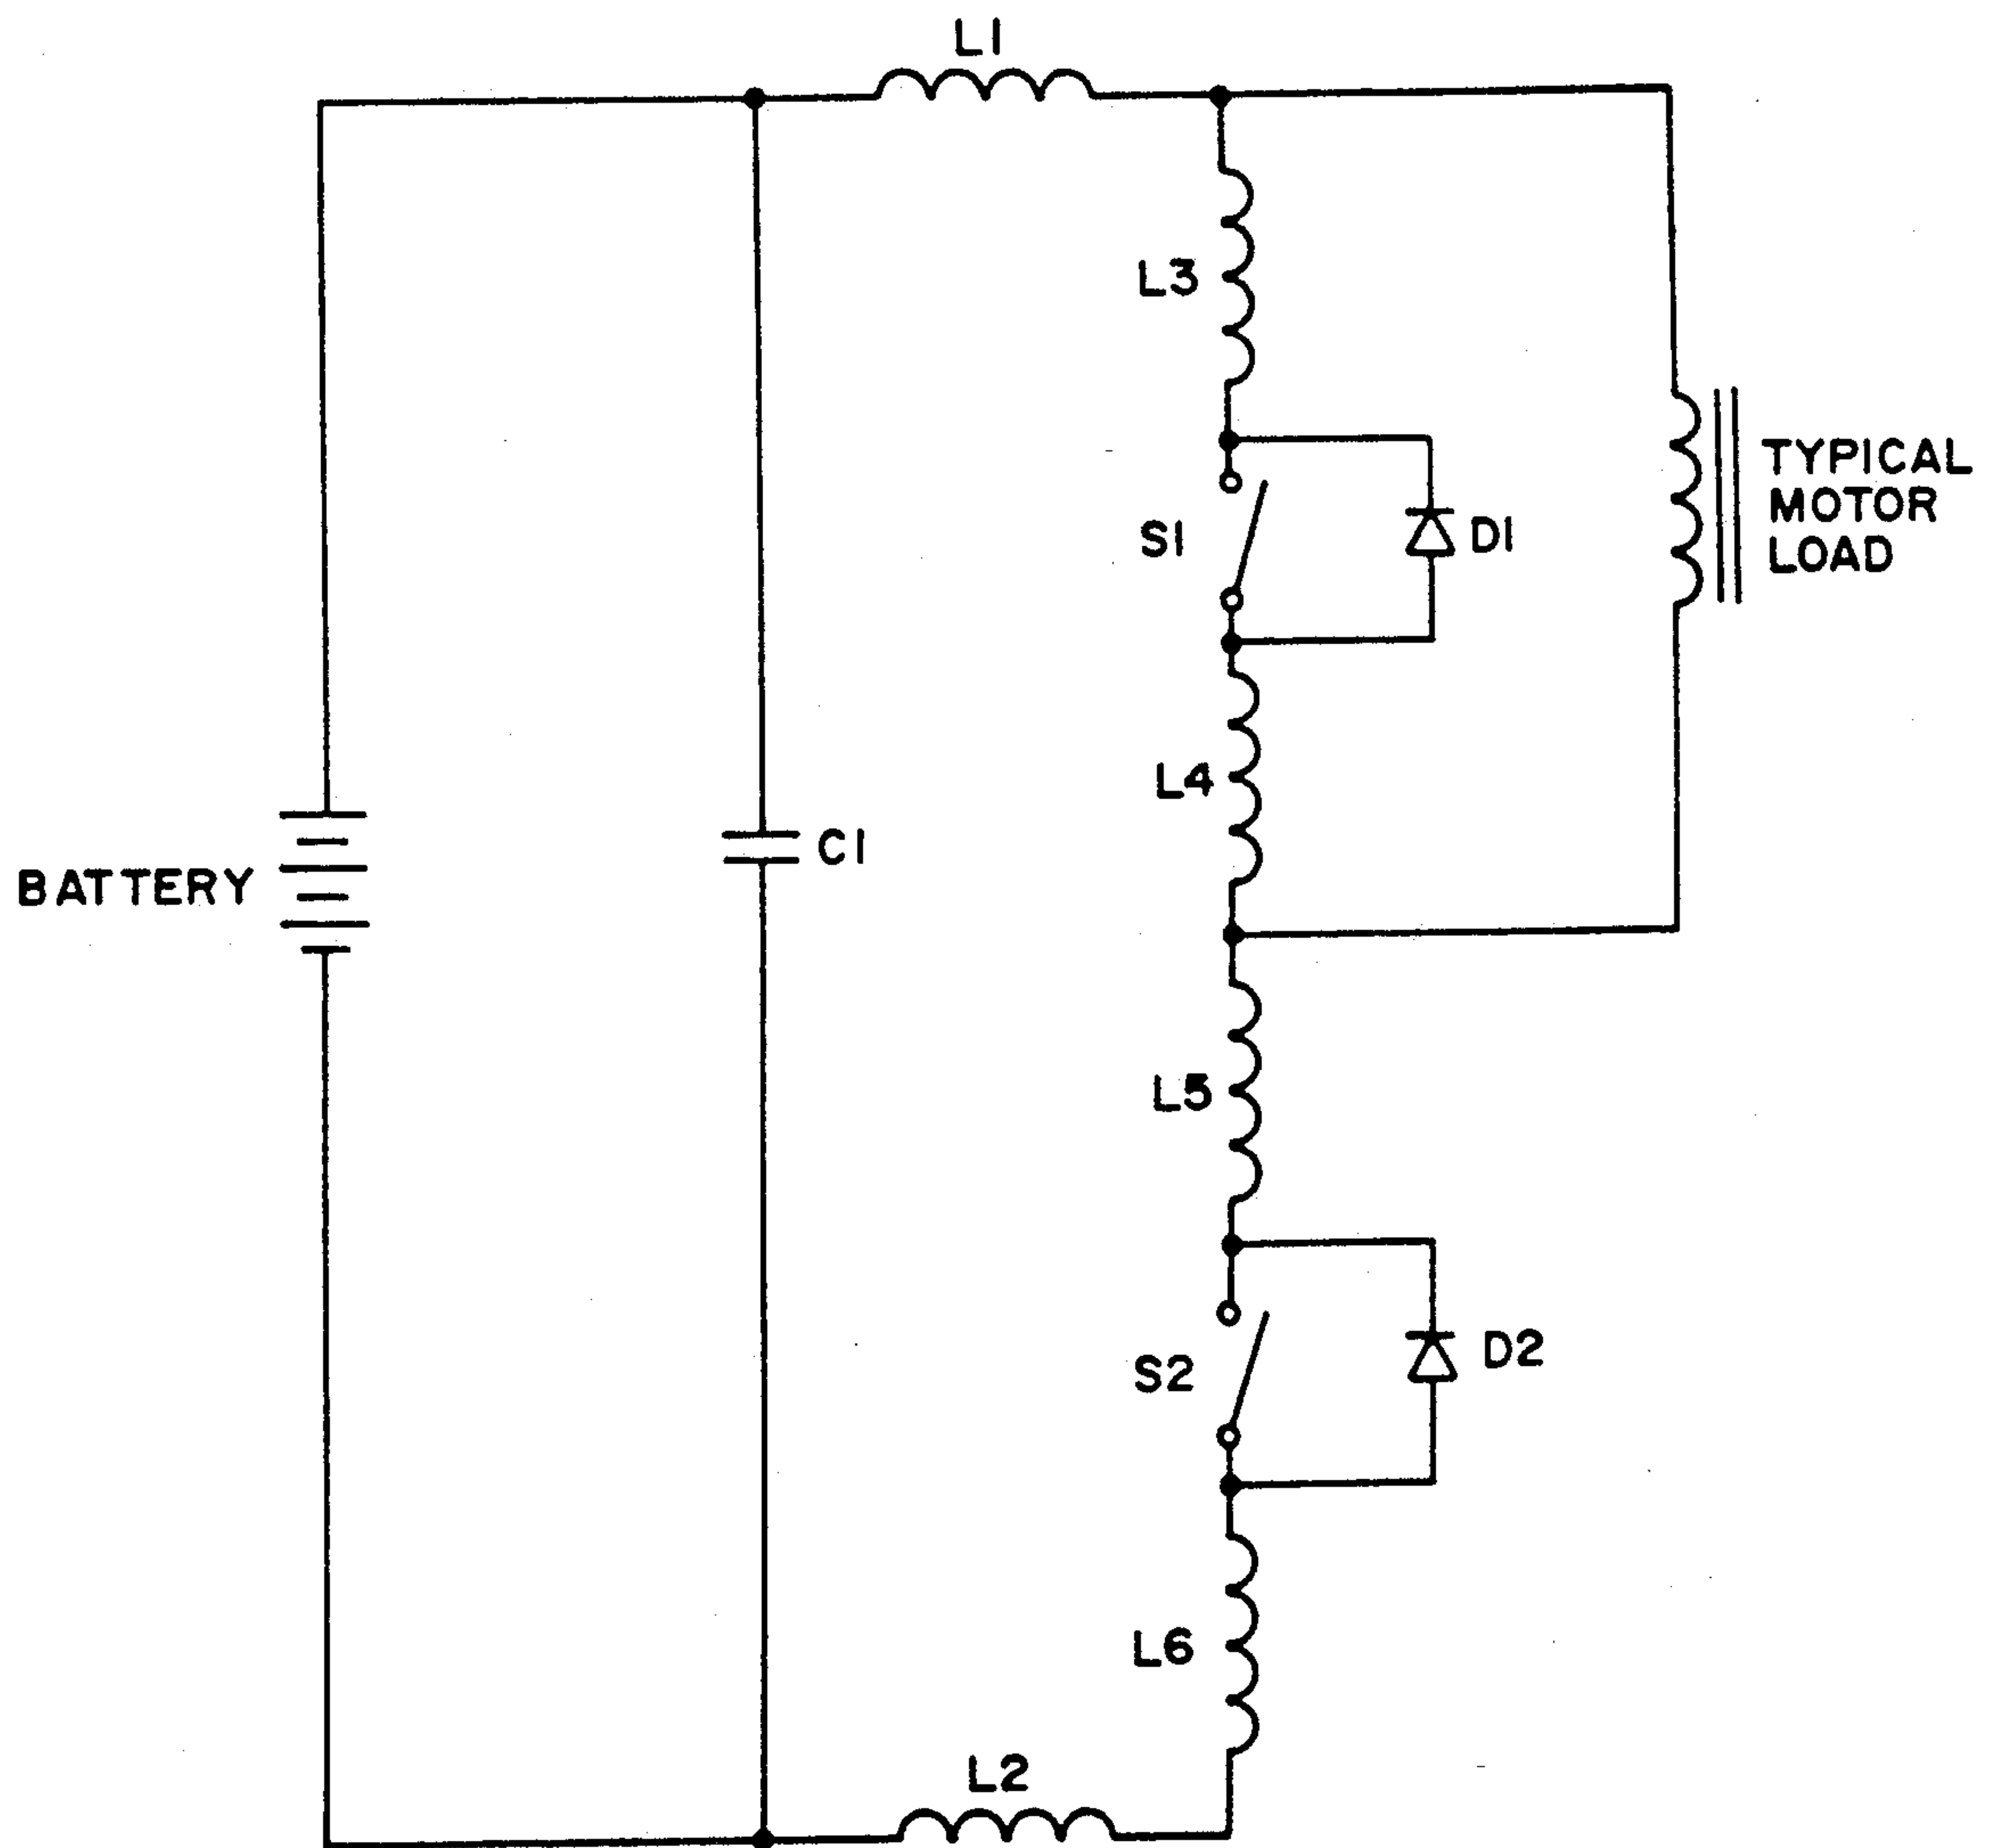 L1
L3
S1
D1
TYPICAL
MOTOR
LOAD
L4
C1
BATTERY
L5
S2
D2
L6
L2